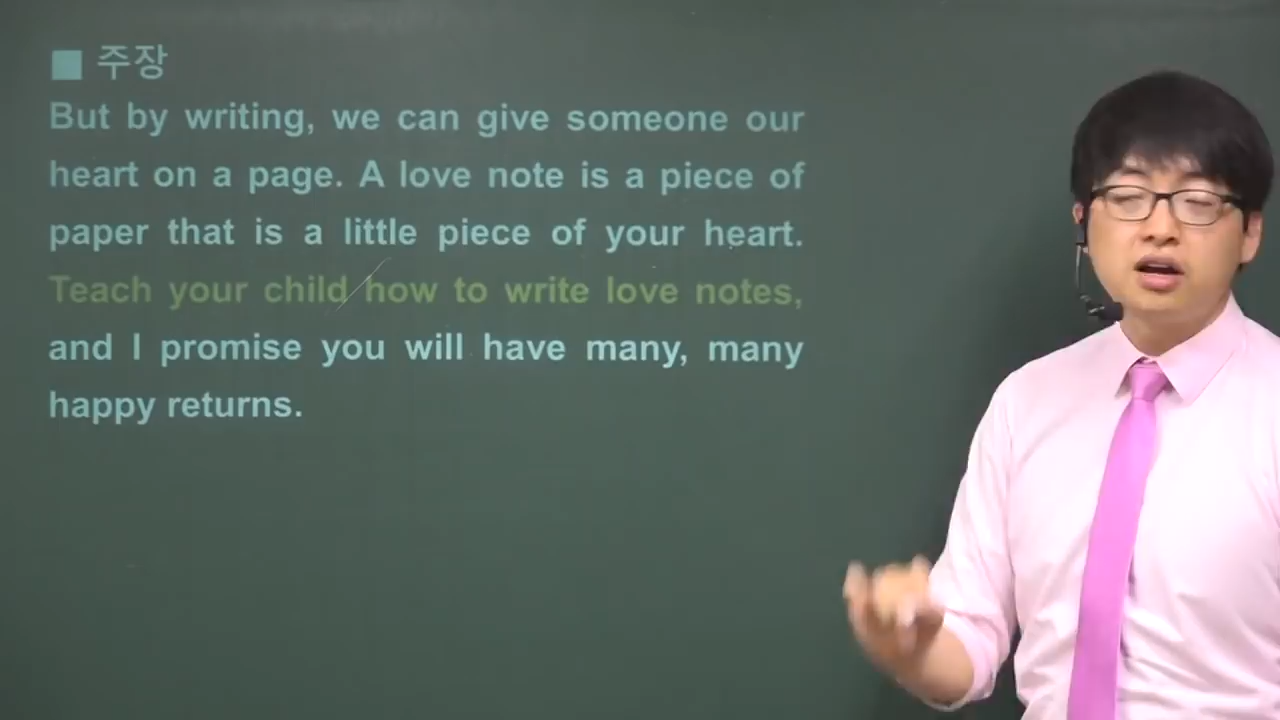 ■ 주장
But by writing, we can give someone our
heart on a page. A love note is a piece of
paper that is a little piece of your heart.
Teach your child how to write love notes,
and I promise you will have many, many
happy returns.